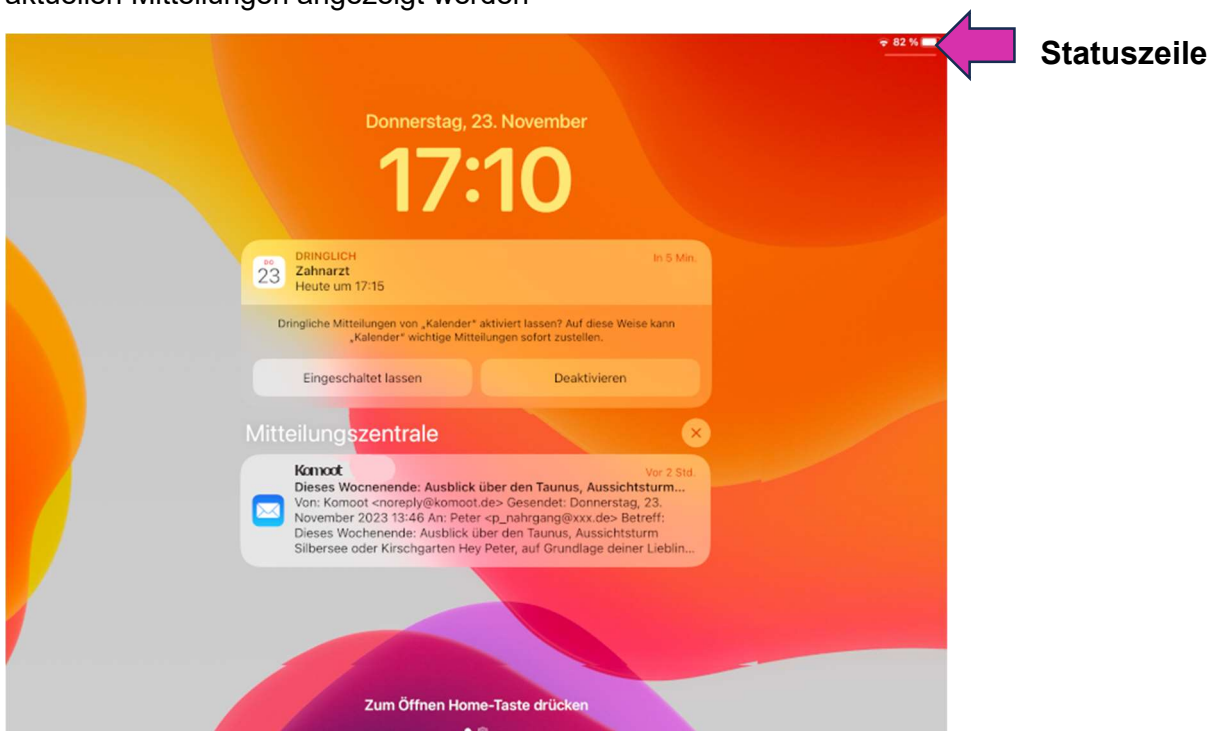 aktuellen Mitteilungen angezeigt werden
82 %
Statuszeile
Donnerstag, 23. November
17:10
DO
23
DRINGLICH
In 5 Min.
Zahnarzt
Heute um 17:15
Dringliche Mitteilungen von „Kalender“ aktiviert lassen? Auf diese Weise kann
„Kalender“ wichtige Mitteilungen sofort zustellen.
Eingeschaltet lassen
Deaktivieren
Mitteilungszentrale
Komoot
Vor 2 Std.
Dieses Wocnenende: Ausblick über den Taunus, Aussichtsturm...
Von: Komoot <noreply@komoot.de> Gesendet: Donnerstag, 23.
November 2023 13:46 An: Peter <p_nahrgang@xxx.de> Betreff:
Dieses Wochenende: Ausblick über den Taunus, Aussichtsturm
Silbersee oder Kirschgarten Hey Peter, auf Grundlage deiner Lieblin...
Zum Öffnen Home-Taste drücken